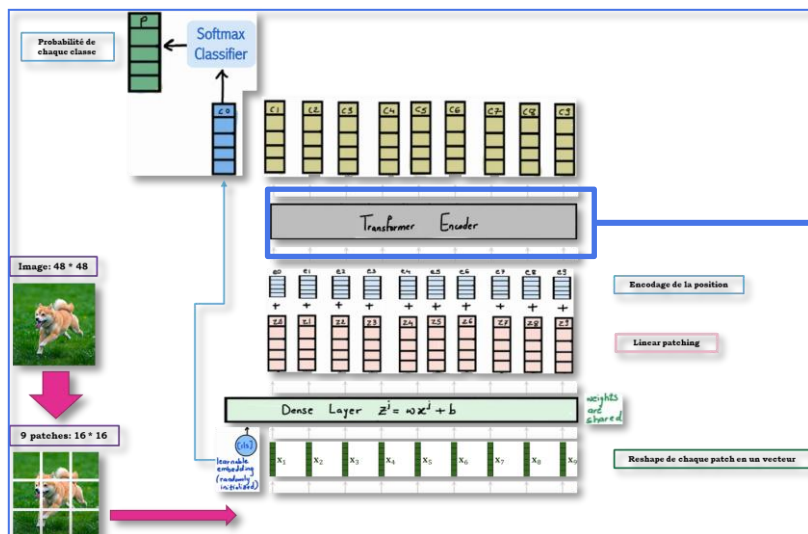 P
Probabilité de
chaque classe
Softmax
Classifier
c0
c1 c2 c3 c4 c5 c6 c7 c8 c9
Transformer Encoder
Image: 48 * 48
e0 e1 e2 e3 e4 e5 e6 e7 e8 e9
Encodage de la position
+ + + + + + + + + +
z0 z1 z2 z3 z4 z5 z6 z7 z8 z9
Linear patching
Dense Layer z^j = wx^j + b
weights
are
shared
9 patches: 16 * 16
[cls]
learnable
embedding
(randomly
initialized)
x1 x2 x3 x4 x5 x6 x7 x8 x9
Reshape de chaque patch en un vecteur